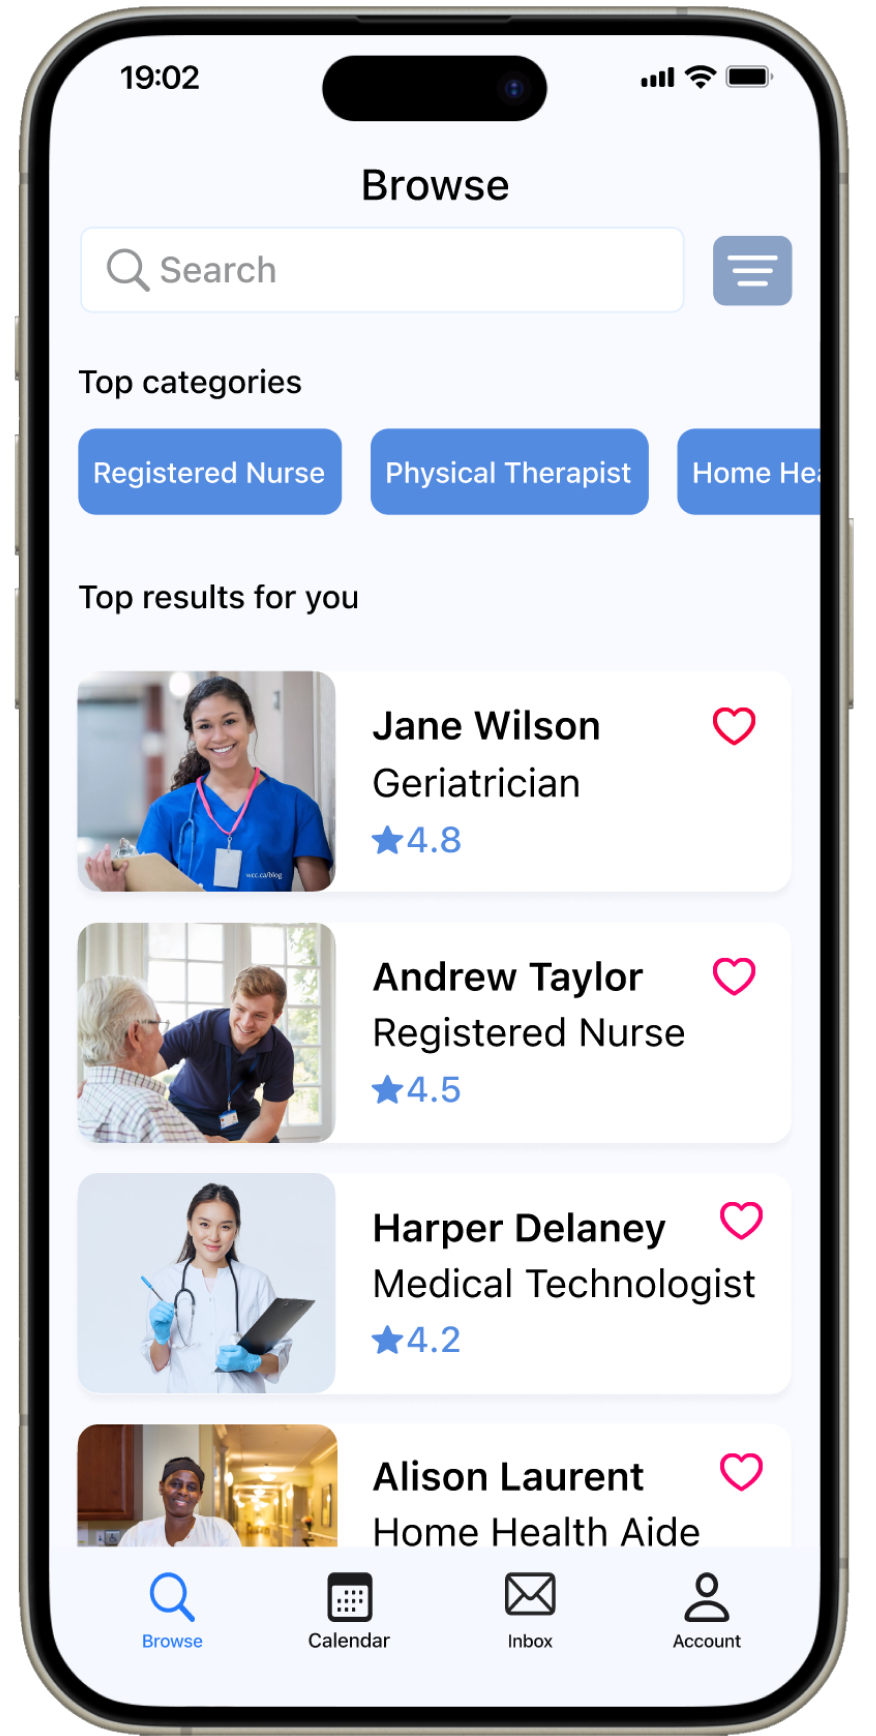 19:02
Browse
Search
Top categories
Registered Nurse
Physical Therapist
Home Hea
Top results for you
Jane Wilson
Geriatrician
4.8
wcc.ca/blog
Andrew Taylor
Registered Nurse
4.5
Harper Delaney
Medical Technologist
4.2
Alison Laurent
Home Health Aide
Browse
Calendar
Inbox
Account